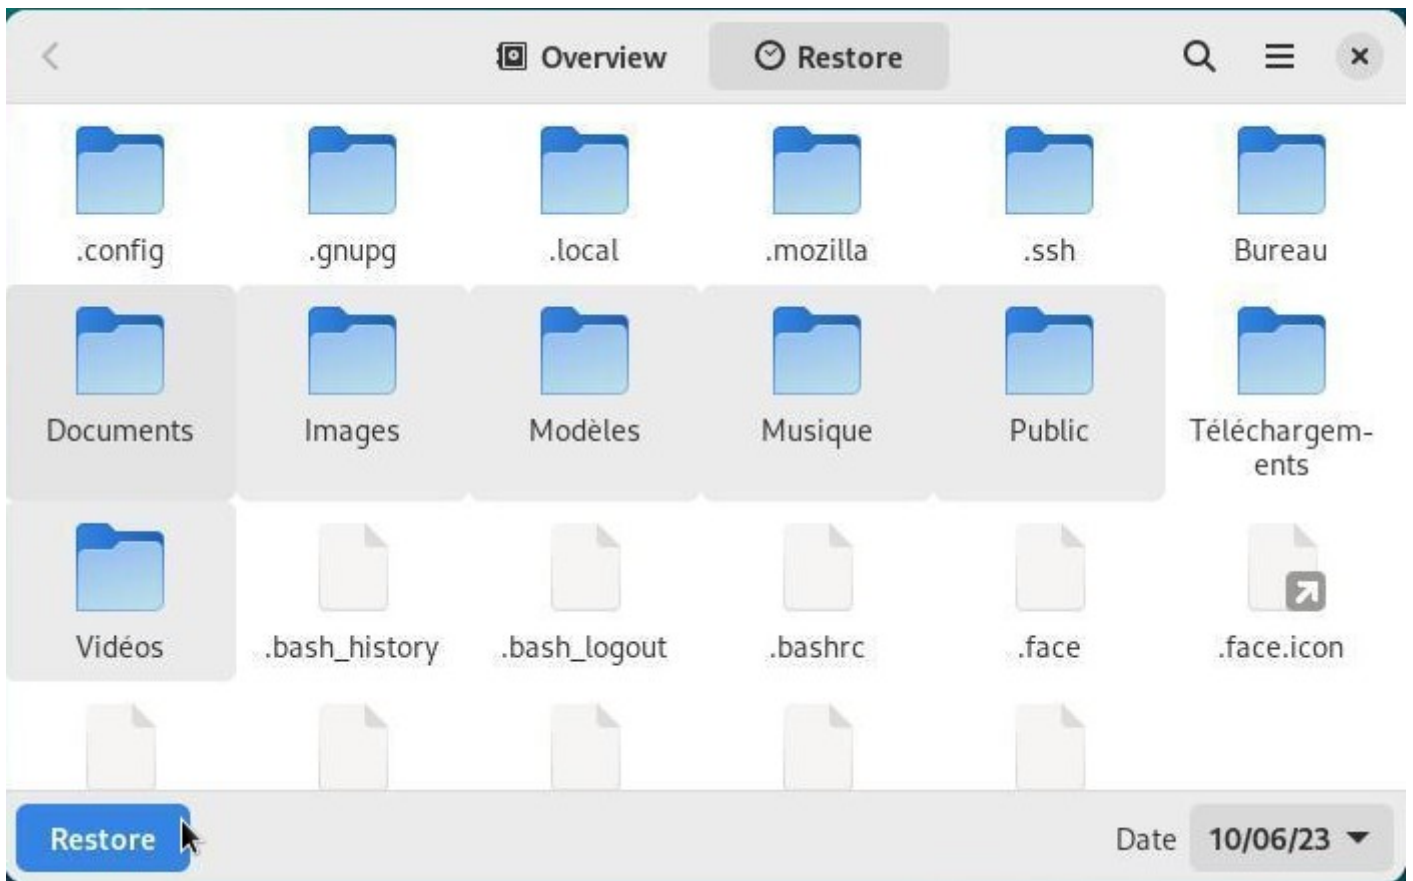 Overview
Restore
.config
.gnupg
.local
.mozilla
.ssh
Bureau
Documents
Images
Modèles
Musique
Public
Téléchargem-
ents
Vidéos
.bash_history
.bash_logout
.bashrc
.face
.face.icon
Restore
Date
10/06/23